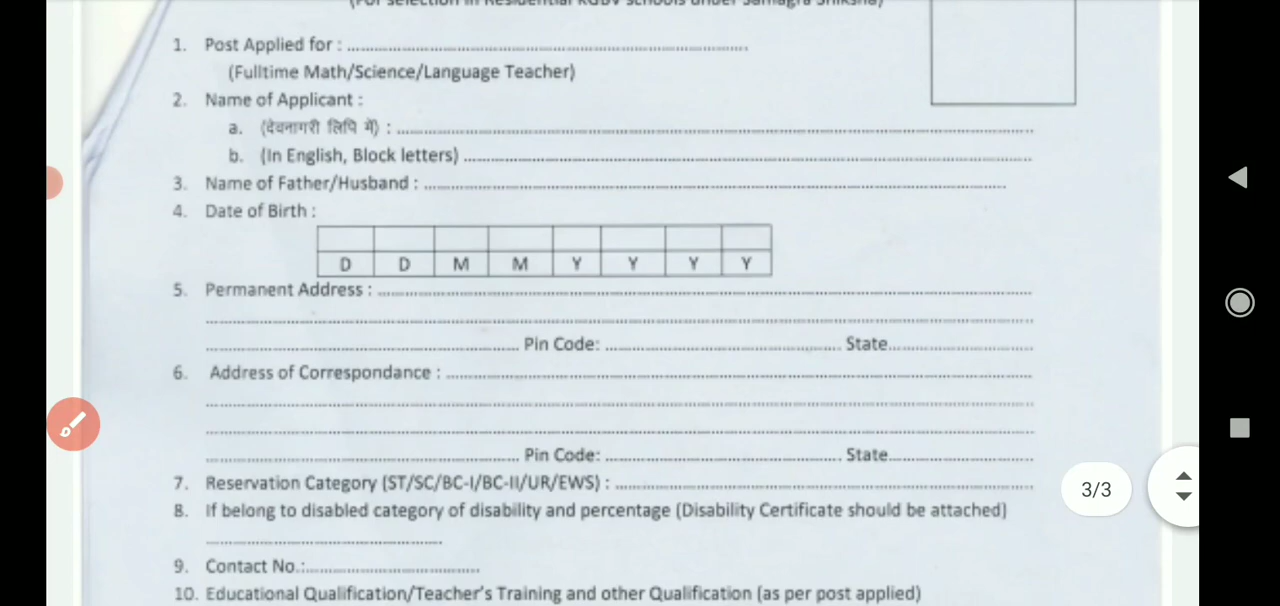 (For selection in Residential KGBV schools under Samagra Shiksha)
1. Post Applied for : ....................
(Fulltime Math/Science/Language Teacher)
2. Name of Applicant :
a. (देवनागरी लिपि में) : ....................
b. (In English, Block letters) ....................
3. Name of Father/Husband : ....................
4. Date of Birth :
D D M M Y Y Y Y
5. Permanent Address : ....................
.................... Pin Code: .................... State....................
6. Address of Correspondance : ....................
.................... Pin Code: .................... State....................
7. Reservation Category (ST/SC/BC-I/BC-II/UR/EWS) : ....................
3/3
8. If belong to disabled category of disability and percentage (Disability Certificate should be attached)
....................
9. Contact No.:....................
10. Educational Qualification/Teacher's Training and other Qualification (as per post applied)